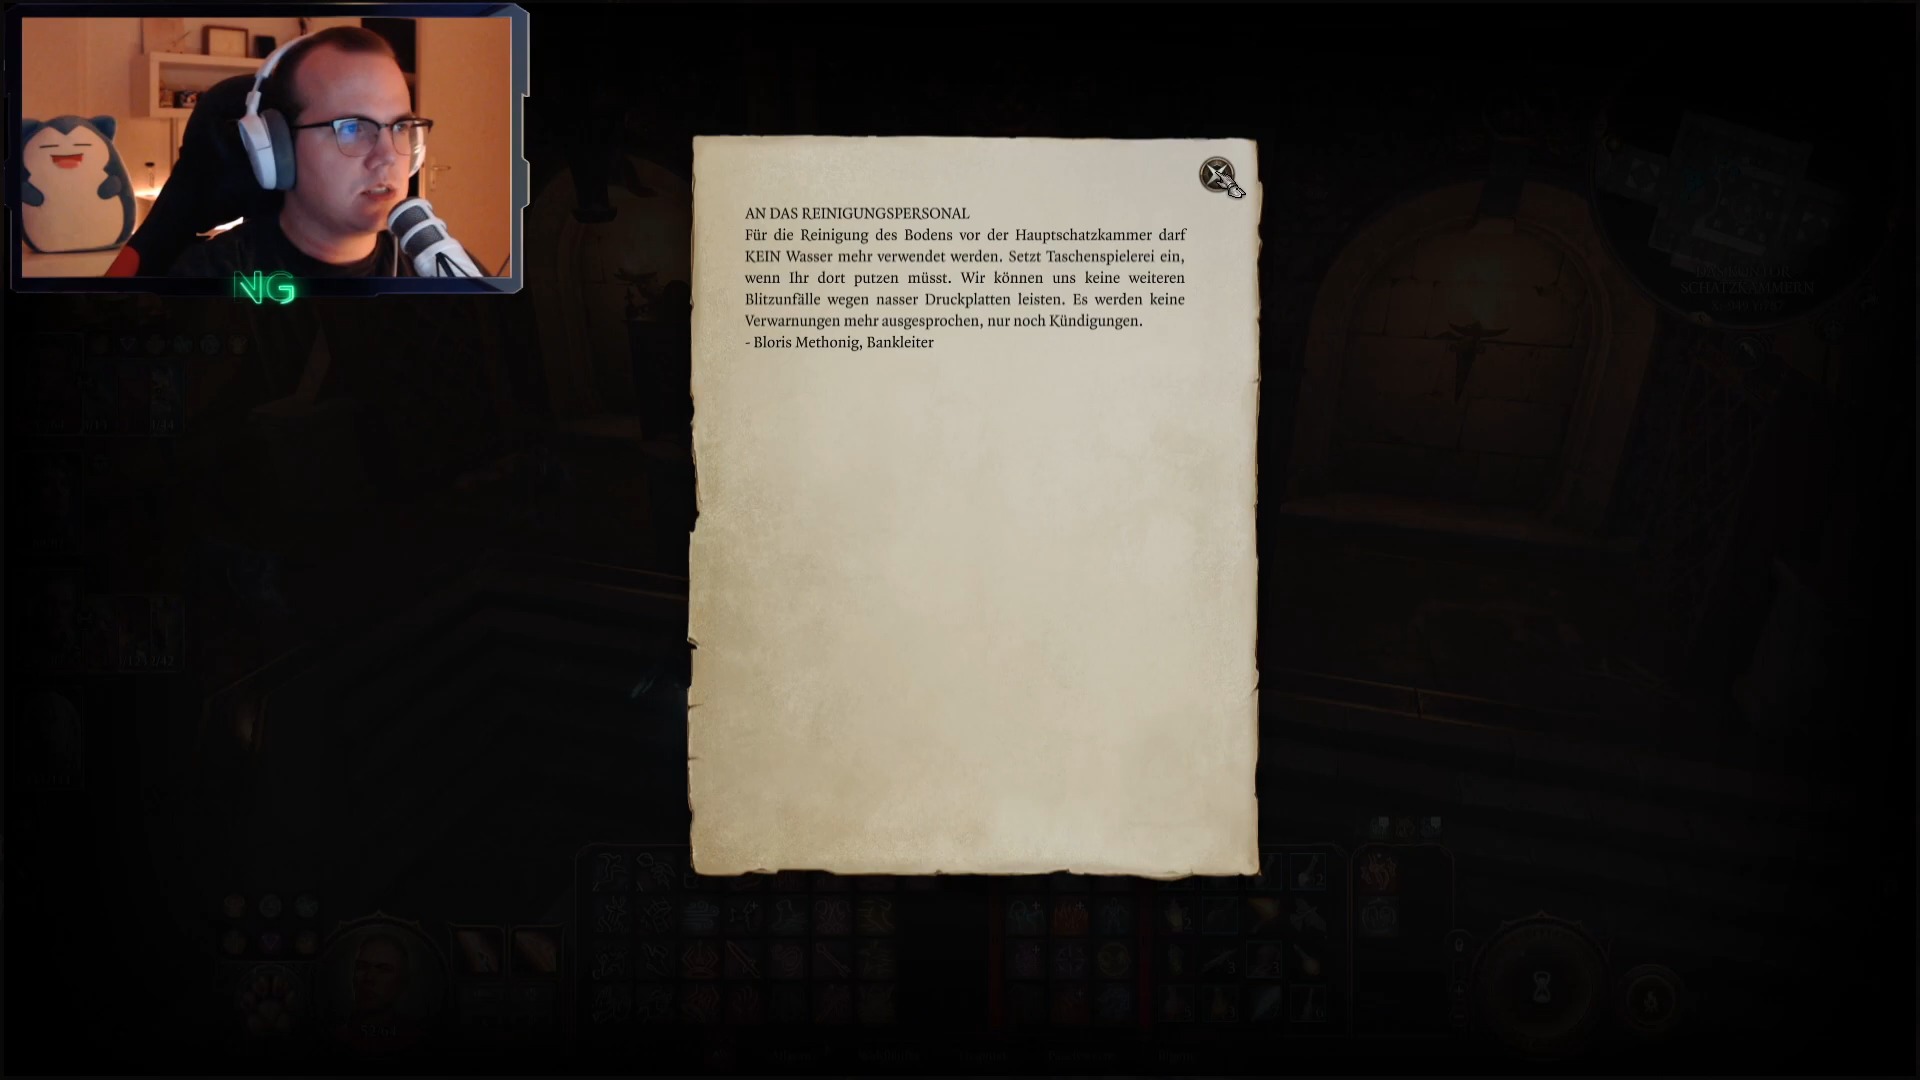 NG
AN DAS REINIGUNGSPERSONAL
Für die Reinigung des Bodens vor der Hauptschatzkammer darf
KEIN Wasser mehr verwendet werden. Setzt Taschenspielerei ein,
wenn Ihr dort putzen müsst. Wir können uns keine weiteren
Blitzunfälle wegen nasser Druckplatten leisten. Es werden keine
Verwarnungen mehr ausgesprochen, nur noch Kündigungen.
- Bloris Methonig, Bankleiter
SCHATZKAMMERN